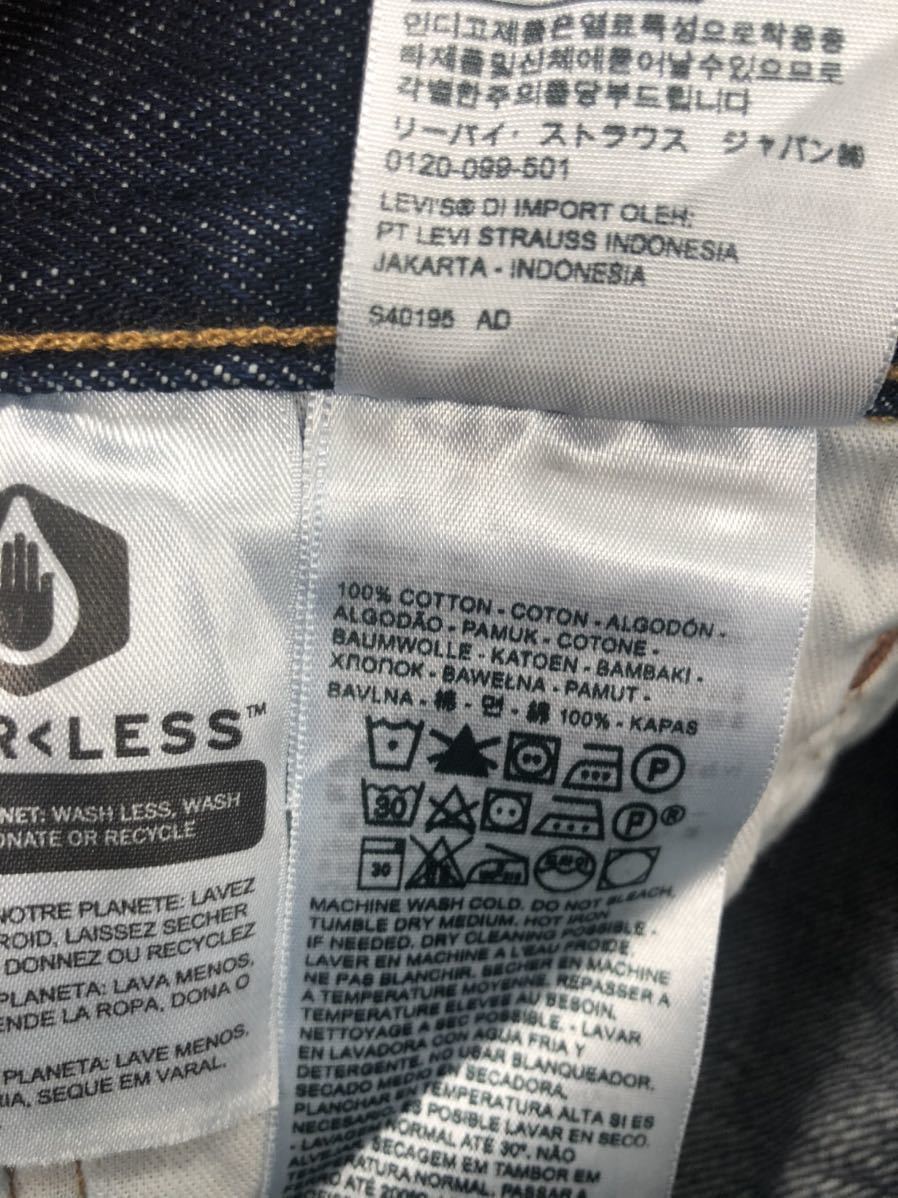 인디고제품은염료특성으로착용중
타제품및신체에묻어날수있으므로
각별한주의를당부드립니다
リーバイ・ストラウス ジャパン㈱
0120-099-501
LEVI'S® DI IMPORT OLEH:
PT LEVI STRAUSS INDONESIA
JAKARTA - INDONESIA
S40195 AD
R<LESS™
NET: WASH LESS, WASH
ONATE OR RECYCLE
NOTRE PLANETE: LAVEZ
ROID, LAISSEZ SECHER
DONNEZ OU RECYCLEZ
PLANETA: LAVA MENOS,
ENDE LA ROPA, DONA O
PLANETA: LAVE MENOS,
IA, SEQUE EM VARAL.
100% COTTON - COTON - ALGODÓN -
ALGODÃO - PAMUK - COTONE -
BAUMWOLLE - KATOEN - BAMBAKI -
ХЛОПОК - BAWEŁNA - PAMUT -
BAVLNA - 棉 - 면 - 綿 100% - KAPAS
P
30
P®
30
MACHINE WASH COLD. DO NOT BLEACH.
TUMBLE DRY MEDIUM. HOT IRON
IF NEEDED. DRY CLEANING POSSIBLE. -
LAVER EN MACHINE A L'EAU FROIDE.
NE PAS BLANCHIR. SECHER EN MACHINE
A TEMPERATURE MOYENNE. REPASSER A
TEMPERATURE ELEVEE AU BESOIN.
NETTOYAGE A SEC POSSIBLE. - LAVAR
EN LAVADORA CON AGUA FRIA Y
DETERGENTE. NO USAR BLANQUEADOR.
SECADO MEDIO EN SECADORA.
PLANCHAR EN TEMPERATURA ALTA SI ES
NECESARIO. ES POSIBLE LAVAR EN SECO.
- LAVAGEM NORMAL ATÉ 30°. NÃO
ALVEJAR. SECAGEM EM TAMBOR EM
TEMPERATURA NORMAL. PASSAR A
FERRO ATÉ 200°